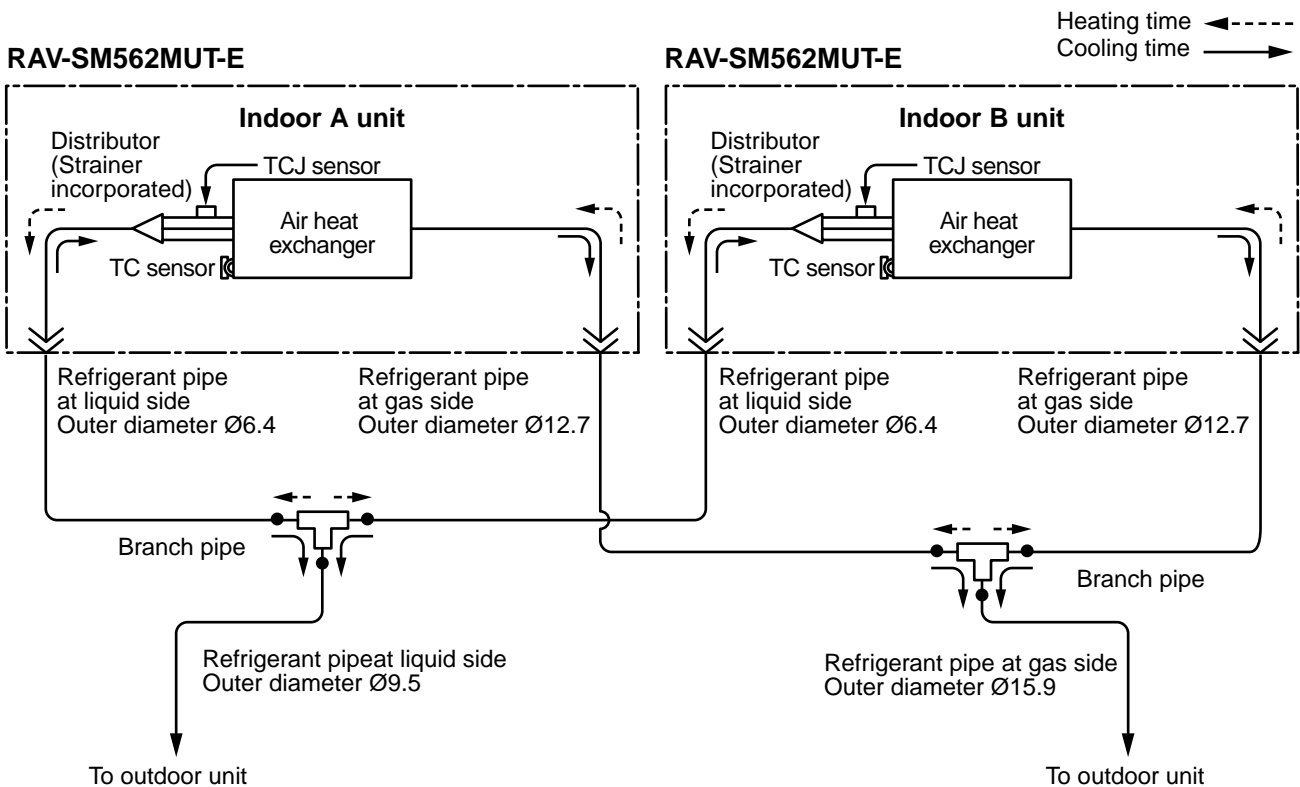 Heating time
Cooling time
RAV-SM562MUT-E
RAV-SM562MUT-E
Indoor A unit
Distributor
(Strainer
incorporated)
TCJ sensor
Air heat
exchanger
TC sensor
Indoor B unit
Distributor
(Strainer
incorporated)
TCJ sensor
Air heat
exchanger
TC sensor
Refrigerant pipe
at liquid side
Outer diameter Ø6.4
Refrigerant pipe
at gas side
Outer diameter Ø12.7
Refrigerant pipe
at liquid side
Outer diameter Ø6.4
Refrigerant pipe
at gas side
Outer diameter Ø12.7
Branch pipe
Branch pipe
Refrigerant pipeat liquid side
Outer diameter Ø9.5
Refrigerant pipe at gas side
Outer diameter Ø15.9
To outdoor unit
To outdoor unit